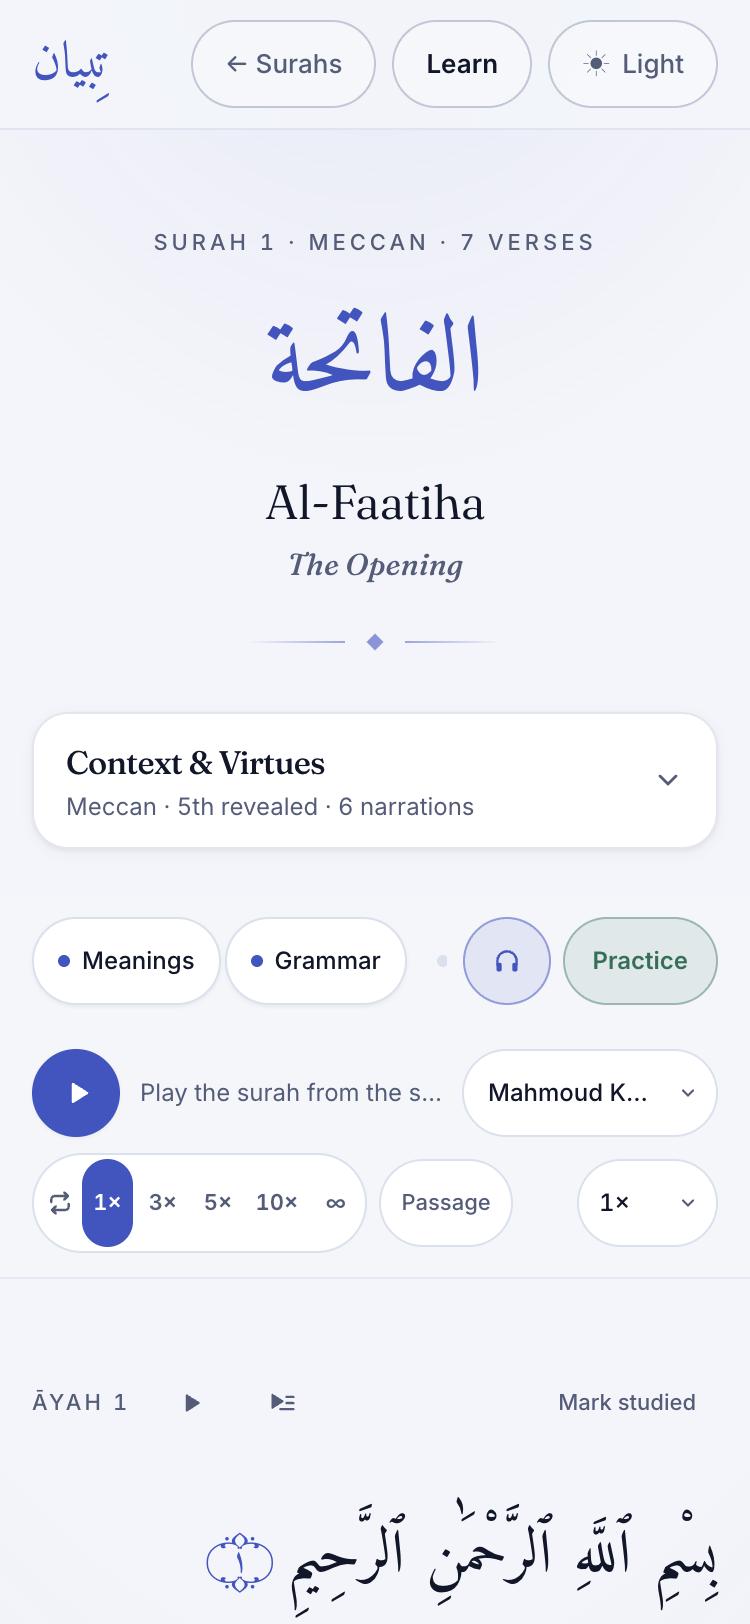 تِبيان ← Surahs Learn ☀ Light
SURAH 1 · MECCAN · 7 VERSES
الفاتحة
Al-Faatiha
The Opening
Context & Virtues
Meccan · 5th revealed · 6 narrations
Meanings Grammar Practice
Play the surah from the s... Mahmoud K...
1× 3× 5× 10× ∞ Passage 1×
ĀYAH 1 Mark studied
بِسْمِ ٱللَّهِ ٱلرَّحْمَٰنِ ٱلرَّحِيمِ ١